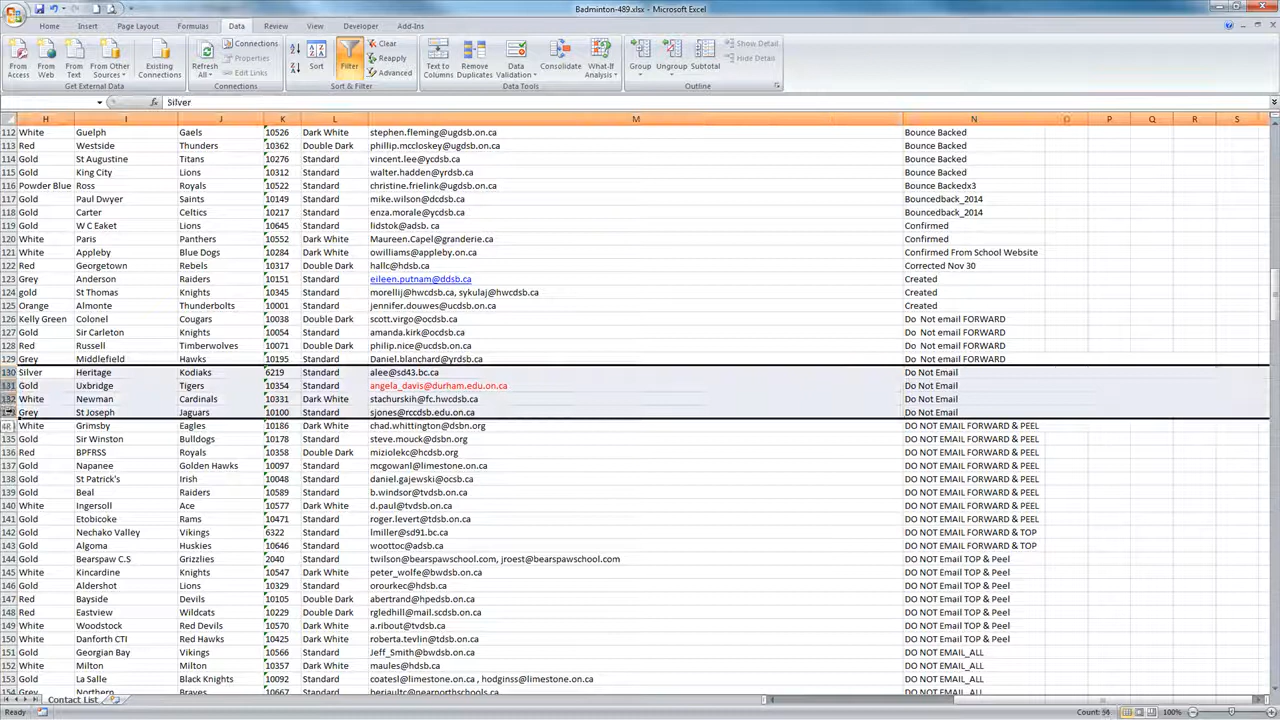 Badminton-489.xlsx - Microsoft Excel
Home Insert Page Layout Formulas Data Review View Developer Add-Ins
From Access From Web From Text From Other Sources Existing Connections Refresh All Connections Properties Edit Links Sort Filter Clear Reapply Advanced Text to Columns Remove Duplicates Data Validation Consolidate What-If Analysis Group Ungroup Subtotal Show Detail Hide Detail
Get External Data Connections Sort & Filter Data Tools Outline
fx Silver
H I J K L M N O P Q R S
112 White Guelph Gaels 10526 Dark White stephen.fleming@ugdsb.on.ca Bounce Backed
113 Red Westside Thunders 10362 Double Dark phillip.mccloskey@ugdsb.on.ca Bounce Backed
114 Gold St Augustine Titans 10276 Standard vincent.lee@ycdsb.ca Bounce Backed
115 Gold King City Lions 10312 Standard walter.hadden@yrdsb.ca Bounce Backed
116 Powder Blue Ross Royals 10522 Standard christine.frielink@ugdsb.on.ca Bounce Backedx3
117 Gold Paul Dwyer Saints 10149 Standard mike.wilson@dcdsb.ca Bouncedback_2014
118 Gold Carter Celtics 10217 Standard enza.morale@ycdsb.ca Bouncedback_2014
119 Gold W C Eaket Lions 10645 Standard lidstok@adsb. ca Confirmed
120 White Paris Panthers 10552 Dark White Maureen.Capel@granderie.ca Confirmed
121 White Appleby Blue Dogs 10284 Dark White owilliams@appleby.on.ca Confirmed From School Website
122 Red Georgetown Rebels 10317 Double Dark hallc@hdsb.ca Corrected Nov 30
123 Grey Anderson Raiders 10151 Standard eileen.putnam@ddsb.ca Created
124 gold St Thomas Knights 10345 Standard morellij@hwcdsb.ca, sykulaj@hwcdsb.ca Created
125 Orange Almonte Thunderbolts 10001 Standard jennifer.douwes@ucdsb.on.ca Created
126 Kelly Green Colonel Cougars 10038 Double Dark scott.virgo@ocdsb.ca Do  Not email FORWARD
127 Gold Sir Carleton Knights 10054 Standard amanda.kirk@ocdsb.ca Do  Not email FORWARD
128 Red Russell Timberwolves 10071 Double Dark philip.nice@ucdsb.on.ca Do  Not email FORWARD
129 Grey Middlefield Hawks 10195 Standard Daniel.blanchard@yrdsb.ca Do  Not email FORWARD
130 Silver Heritage Kodiaks 6219 Standard alee@sd43.bc.ca Do Not Email
131 Gold Uxbridge Tigers 10354 Standard angela_davis@durham.edu.on.ca Do Not Email
132 White Newman Cardinals 10331 Dark White stachurskih@fc.hwcdsb.ca Do Not Email
Grey St Joseph Jaguars 10100 Standard sjones@rccdsb.edu.on.ca Do Not Email
4R White Grimsby Eagles 10186 Dark White chad.whittington@dsbn.org DO NOT EMAIL FORWARD & PEEL
135 Gold Sir Winston Bulldogs 10178 Standard steve.mouck@dsbn.org DO NOT EMAIL FORWARD & PEEL
136 Red BPFRSS Royals 10358 Double Dark miziolekc@hcdsb.org DO NOT EMAIL FORWARD & PEEL
137 Gold Napanee Golden Hawks 10097 Standard mcgowanl@limestone.on.ca DO NOT EMAIL FORWARD & PEEL
138 Gold St Patrick's Irish 10048 Standard daniel.gajewski@ocsb.ca DO NOT EMAIL FORWARD & PEEL
139 Gold Beal Raiders 10589 Standard b.windsor@tvdsb.on.ca DO NOT EMAIL FORWARD & PEEL
140 White Ingersoll Ace 10577 Dark White d.paul@tvdsb.on.ca DO NOT EMAIL FORWARD & PEEL
141 Gold Etobicoke Rams 10471 Standard roger.levert@tdsb.on.ca DO NOT EMAIL FORWARD & PEEL
142 Gold Nechako Valley Vikings 6322 Standard lmiller@sd91.bc.ca DO NOT EMAIL FORWARD & TOP
143 Gold Algoma Huskies 10646 Standard woottoc@adsb.ca DO NOT EMAIL FORWARD & TOP
144 Gold Bearspaw C.S Vikings 2040 Standard twilson@bearspawschool.com, jroest@bearspawschool.com DO NOT Email TOP & Peel
145 White Kincardine Knights 10547 Dark White peter_wolfe@bwdsb.on.ca DO NOT Email TOP & Peel
146 Gold Aldershot Lions 10329 Standard orourkec@hdsb.ca DO NOT Email TOP & Peel
147 Red Bayside Devils 10105 Double Dark abertrand@hpedsb.on.ca DO NOT Email TOP & Peel
148 Red Eastview Wildcats 10229 Double Dark rgledhill@mail.scdsb.on.ca DO NOT Email TOP & Peel
149 White Woodstock Red Devils 10570 Dark White a.ribout@tvdsb.on.ca DO NOT Email TOP & Peel
150 White Danforth CTI Red Hawks 10425 Dark White roberta.tevlin@tdsb.on.ca DO NOT Email TOP & Peel
151 Gold Georgian Bay Vikings 10566 Standard Jeff_Smith@bwdsb.on.ca DO NOT EMAIL_ALL
152 White Milton Milton 10357 Dark White maules@hdsb.ca DO NOT EMAIL_ALL
153 Gold La Salle Black Knights 10092 Standard coatesl@limestone.on.ca , hodginss@limestone.on.ca DO NOT EMAIL_ALL
154 Grey Northern Braves 10667 Standard beriaultc@nearnorthschools.ca DO NOT EMAIL_ALL
Contact List
Ready Count: 56 100%